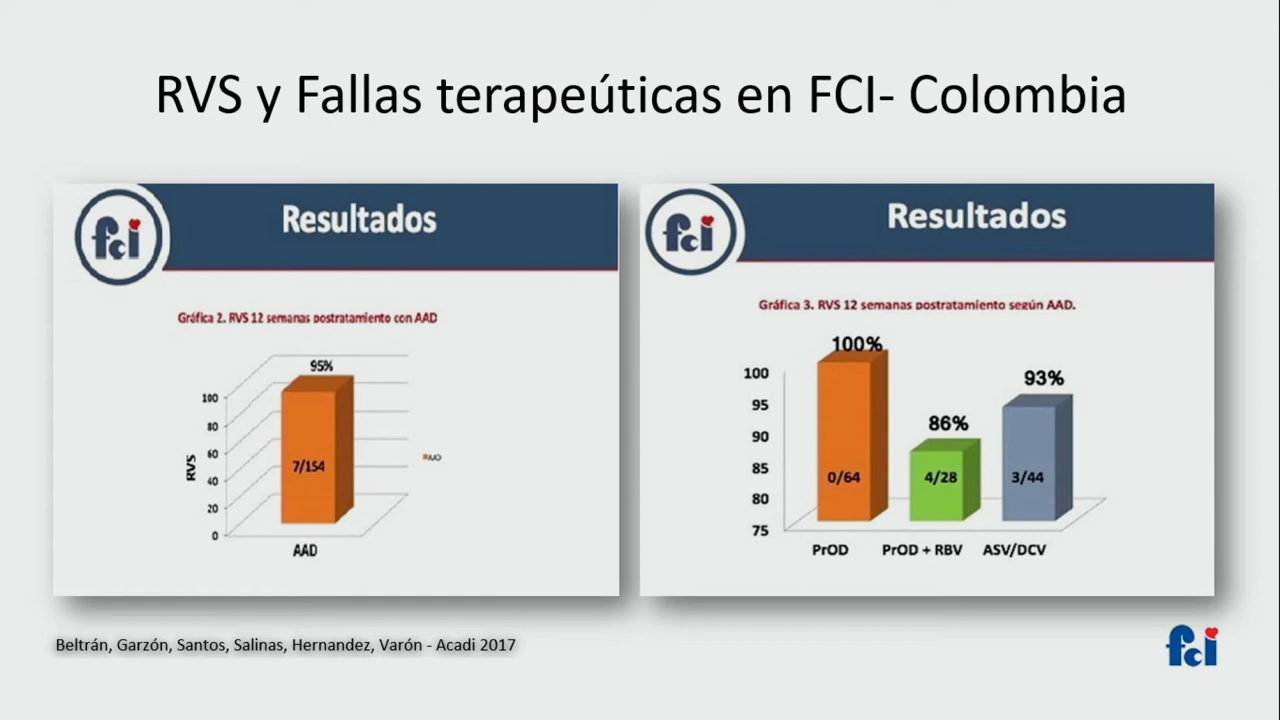 RVS y Fallas terapeúticas en FCI- Colombia
fci
Resultados
Gráfica 2. RVS 12 semanas postratamiento con AAD
95%
100
80
60
40
20
0
RVS
7/154
AAD
AAD
fci
Resultados
Gráfica 3. RVS 12 semanas postratamiento según AAD.
100%
93%
86%
100
95
90
85
80
75
0/64
4/28
3/44
PrOD
PrOD + RBV
ASV/DCV
Beltrán, Garzón, Santos, Salinas, Hernandez, Varón - Acadi 2017
fci